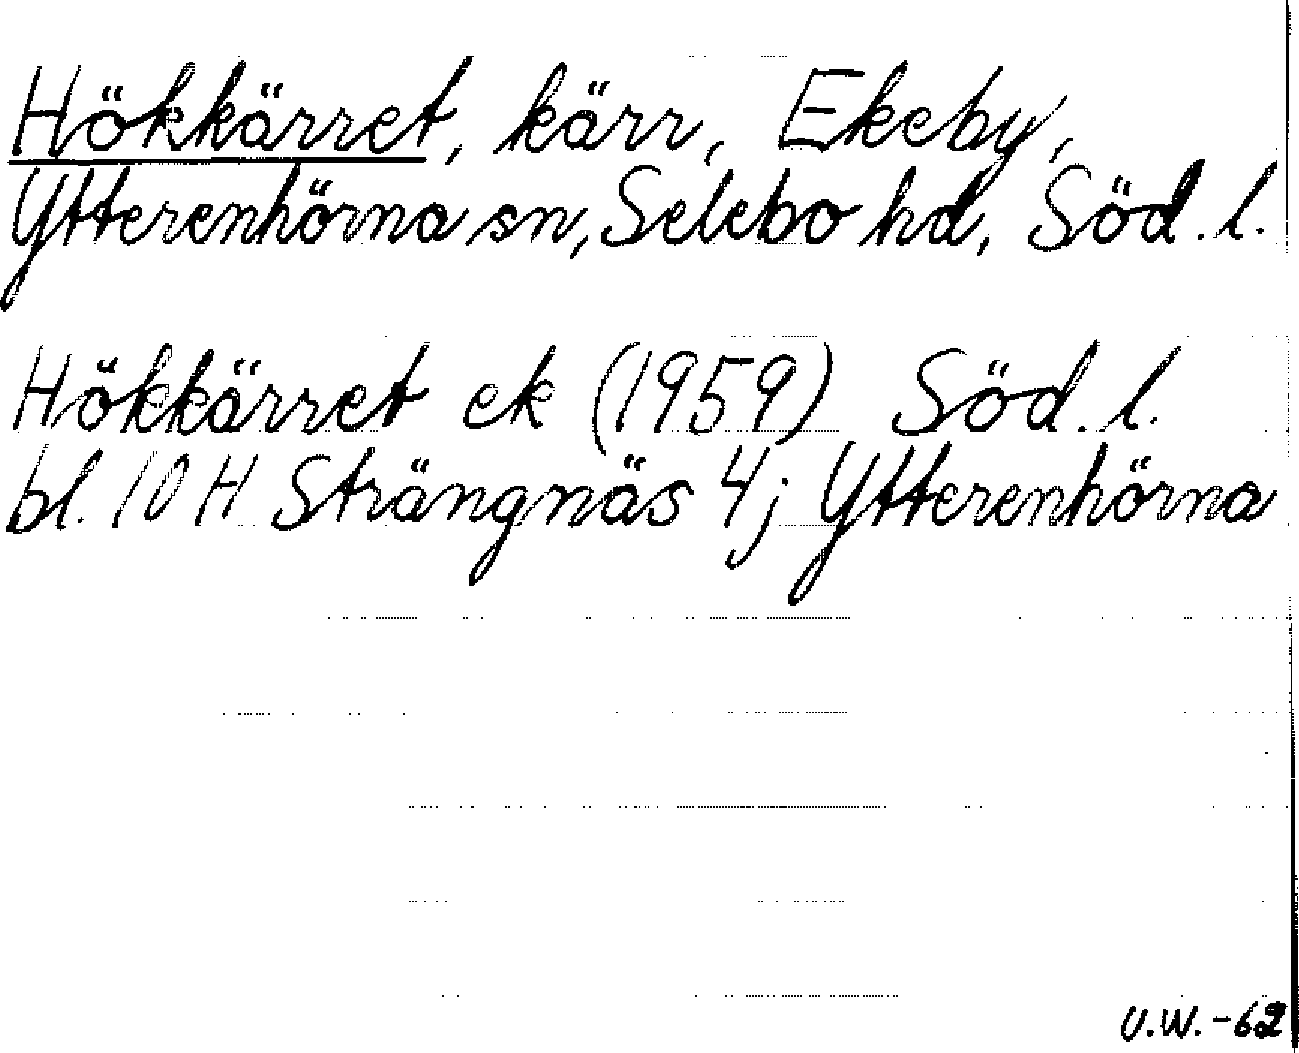 Hökkärret, kärr, Ekeby,
Ytterenhörna sn, Selebo hd, Söd. l.
Hökkärret ek (1959) Söd. l.
bl. 10 H Strängnäs 4j Ytterenhörna
U.W. -62